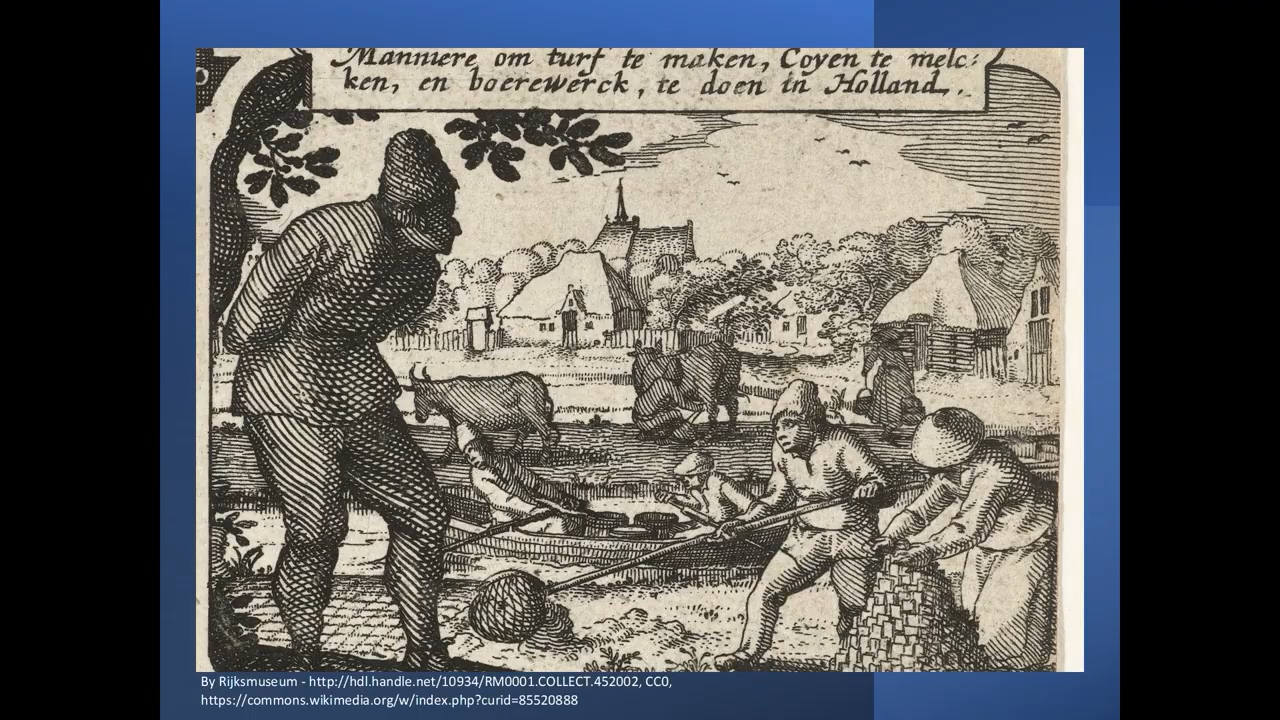 Manniere om turf te maken, Coyen te melc:
ken, en boerewerck, te doen in Holland.
By Rijksmuseum - http://hdl.handle.net/10934/RM0001.COLLECT.452002, CC0,
https://commons.wikimedia.org/w/index.php?curid=85520888